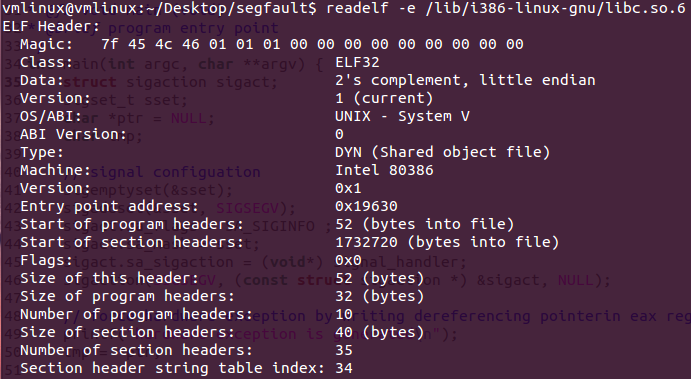 vmlinux@vmlinux:~/Desktop/segfault$ readelf -e /lib/i386-linux-gnu/libc.so.6
ELF Header:
  Magic:   7f 45 4c 46 01 01 01 00 00 00 00 00 00 00 00 00
  Class:                             ELF32
  Data:                              2's complement, little endian
  Version:                           1 (current)
  OS/ABI:                            UNIX - System V
  ABI Version:                       0
  Type:                              DYN (Shared object file)
  Machine:                           Intel 80386
  Version:                           0x1
  Entry point address:               0x19630
  Start of program headers:          52 (bytes into file)
  Start of section headers:          1732720 (bytes into file)
  Flags:                             0x0
  Size of this header:               52 (bytes)
  Size of program headers:           32 (bytes)
  Number of program headers:         10
  Size of section headers:           40 (bytes)
  Number of section headers:         35
  Section header string table index: 34